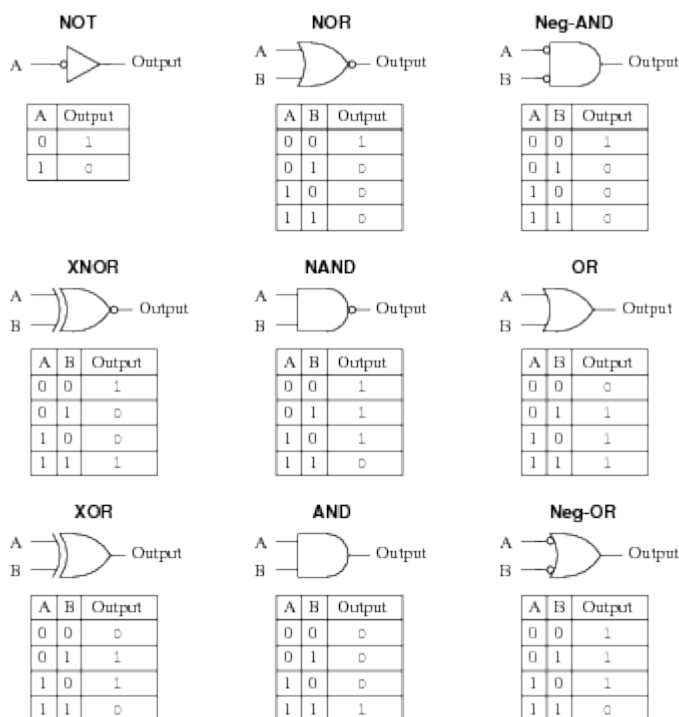 NOT
A Output
A Output
0 1
1 0
NOR
A Output
B
A B Output
0 0 1
0 1 0
1 0 0
1 1 0
Neg-AND
A Output
B
A B Output
0 0 1
0 1 0
1 0 0
1 1 0
XNOR
A Output
B
A B Output
0 0 1
0 1 0
1 0 0
1 1 1
NAND
A Output
B
A B Output
0 0 1
0 1 1
1 0 1
1 1 0
OR
A Output
B
A B Output
0 0 0
0 1 1
1 0 1
1 1 1
XOR
A Output
B
A B Output
0 0 0
0 1 1
1 0 1
1 1 0
AND
A Output
B
A B Output
0 0 0
0 1 0
1 0 0
1 1 1
Neg-OR
A Output
B
A B Output
0 0 1
0 1 1
1 0 1
1 1 0